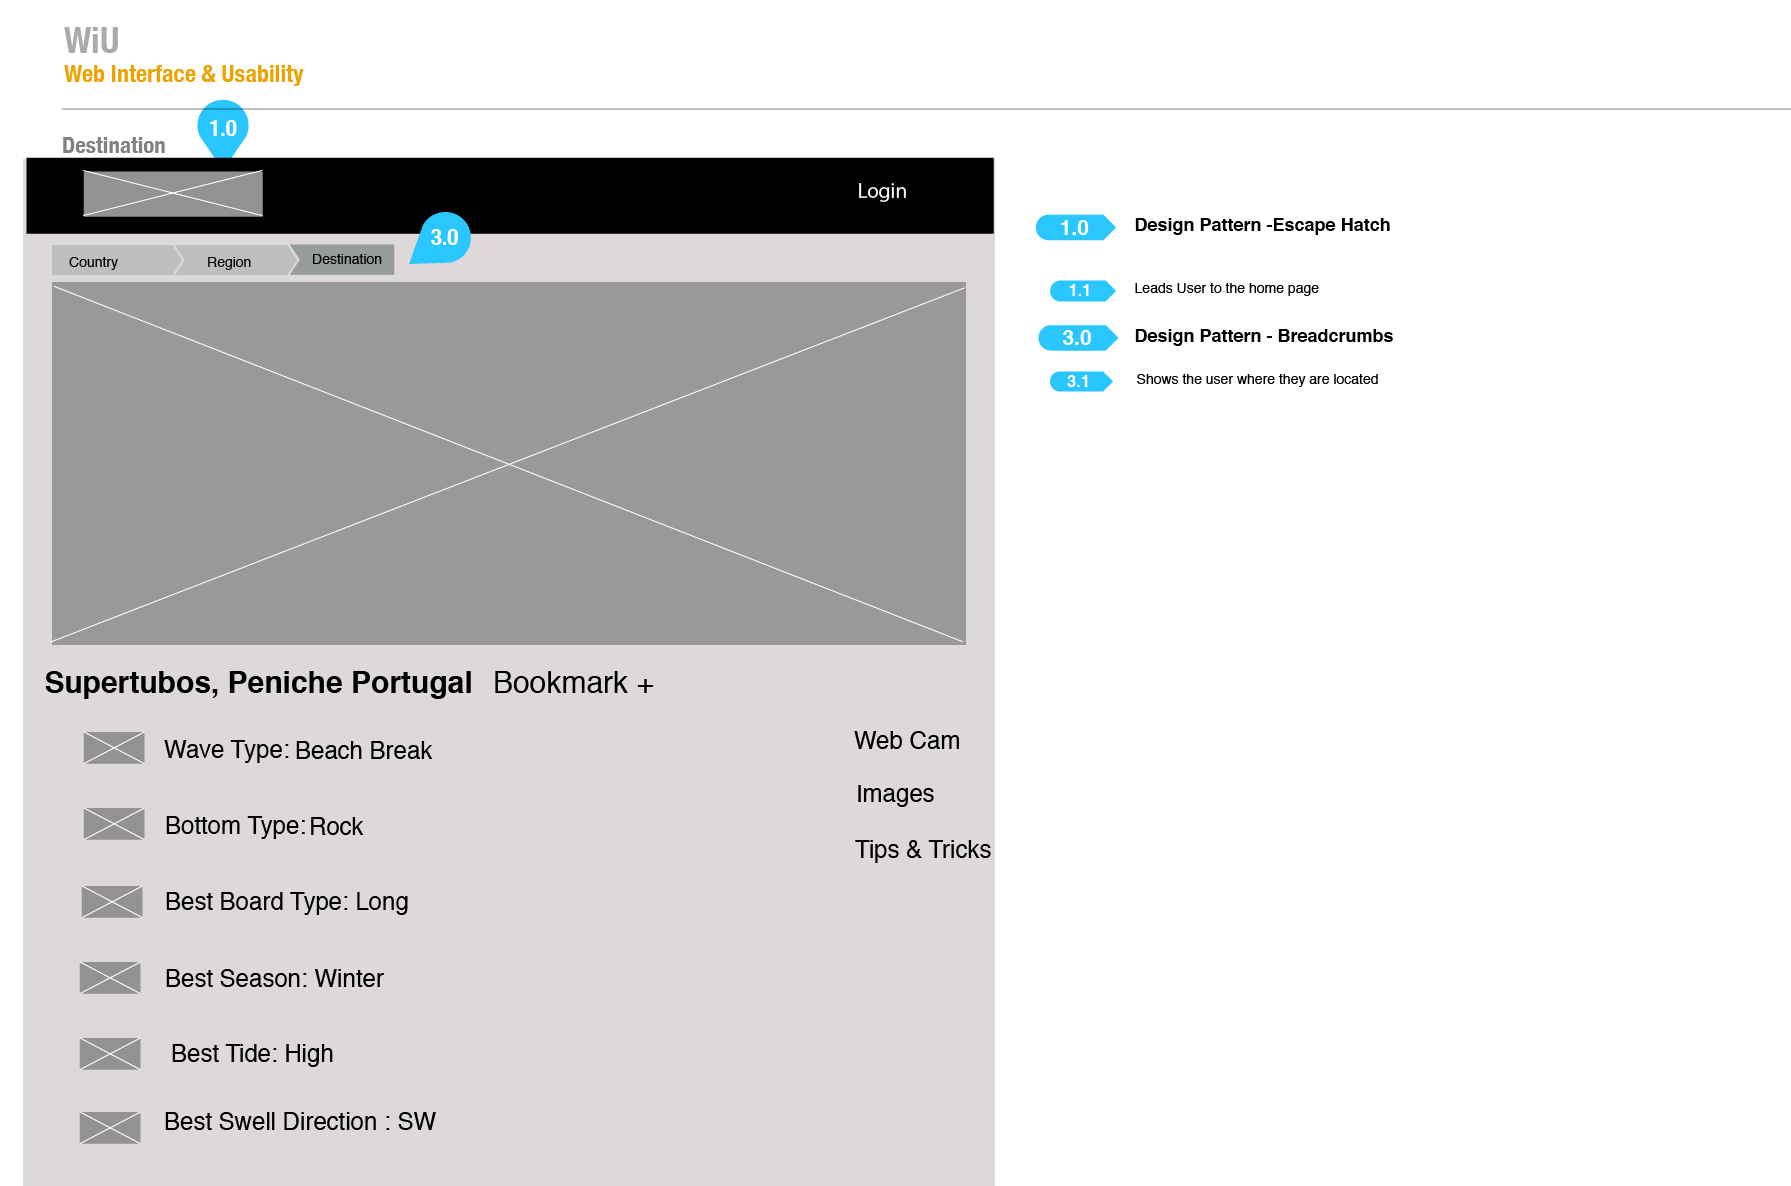 WiU
Web Interface & Usability
1.0
Destination
Login
3.0
Country
Region
Destination
Supertubos, Peniche Portugal Bookmark +
Wave Type: Beach Break
Bottom Type: Rock
Best Board Type: Long
Best Season: Winter
Best Tide: High
Best Swell Direction : SW
Web Cam
Images
Tips & Tricks
1.0 Design Pattern -Escape Hatch
1.1 Leads User to the home page
3.0 Design Pattern - Breadcrumbs
3.1 Shows the user where they are located